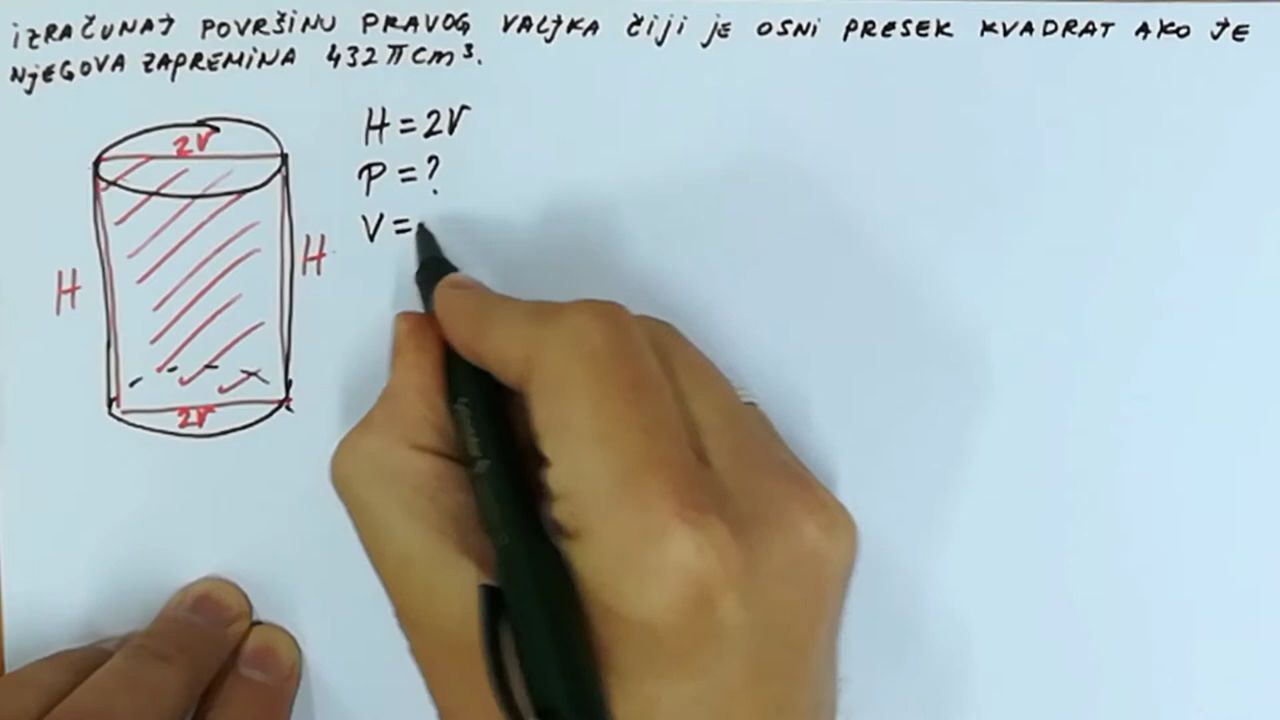 iZRAČUNAJ POVRŠINU PRAVOG VALJKA čiji je OSNi PRESEK KVADRAT AKO JE
NjEGOVA ZAPREMINA 432πcm³.
2r
H = 2r
P = ?
V =
H
H
2r